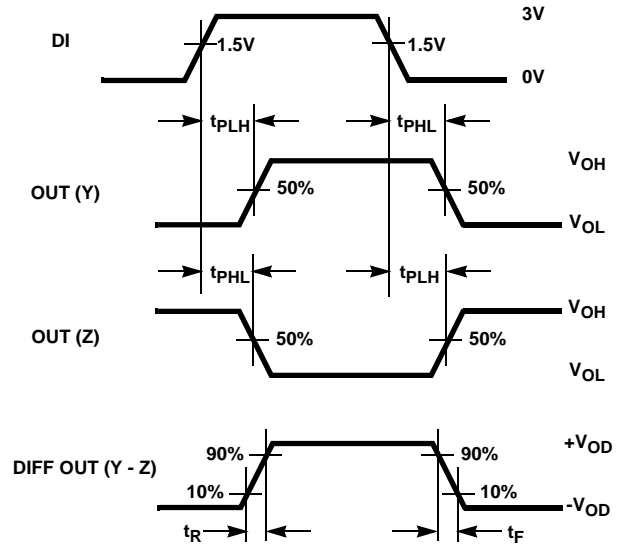 3V
DI
1.5V
1.5V
0V
tPLH
tPHL
VOH
OUT (Y)
50%
50%
VOL
tPHL
tPLH
VOH
OUT (Z)
50%
50%
VOL
+VOD
DIFF OUT (Y - Z)
90%
90%
10%
10%
-VOD
tR
tF